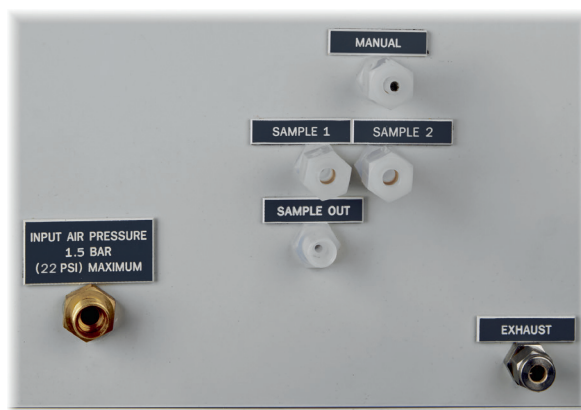 MANUAL
SAMPLE 1
SAMPLE 2
SAMPLE OUT
INPUT AIR PRESSURE
1.5 BAR
(22 PSI) MAXIMUM
EXHAUST